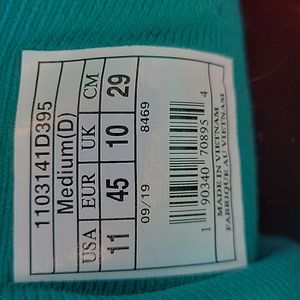 1103141D395
Medium(D)
USA EUR UK CM
11 45 10 29
09/19 8469
1 90340 70895 4
MADE IN VIETNAM
FABRIQUE AU VIETNAM